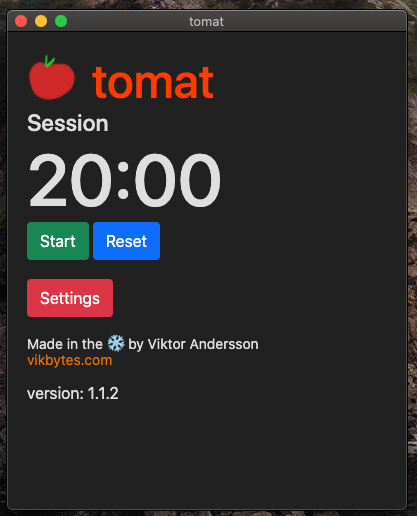 tomat
tomat
Session
20:00
Start Reset
Settings
Made in the ❄️ by Viktor Andersson
vikbytes.com
version: 1.1.2